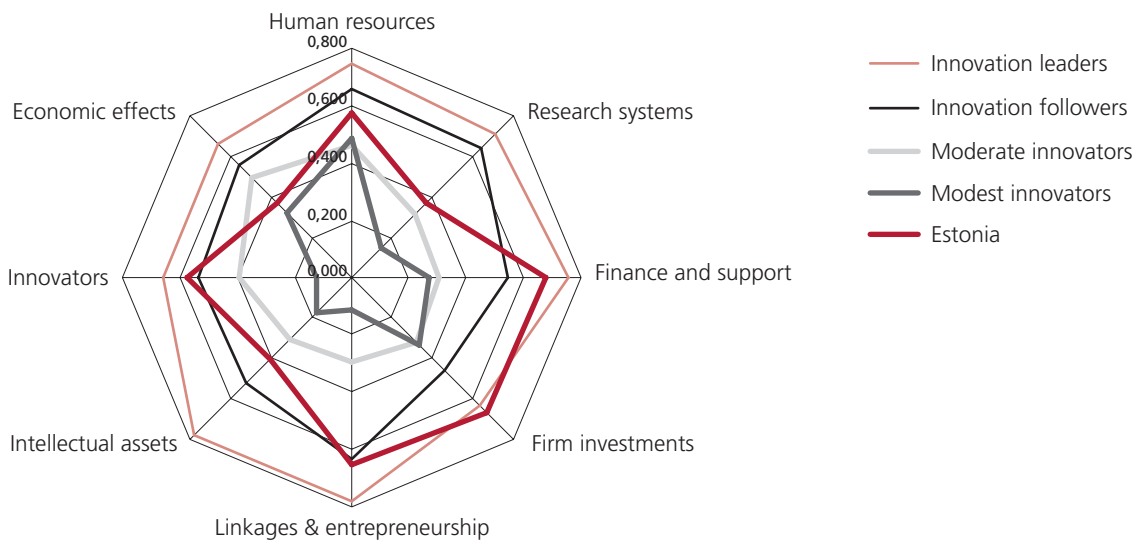 Human resources
0,800
Innovation leaders
Economic effects
0,600
Research systems
Innovation followers
0,400
Moderate innovators
Modest innovators
0,200
Estonia
Innovators
0,000
Finance and support
Intellectual assets
Firm investments
Linkages & entrepreneurship